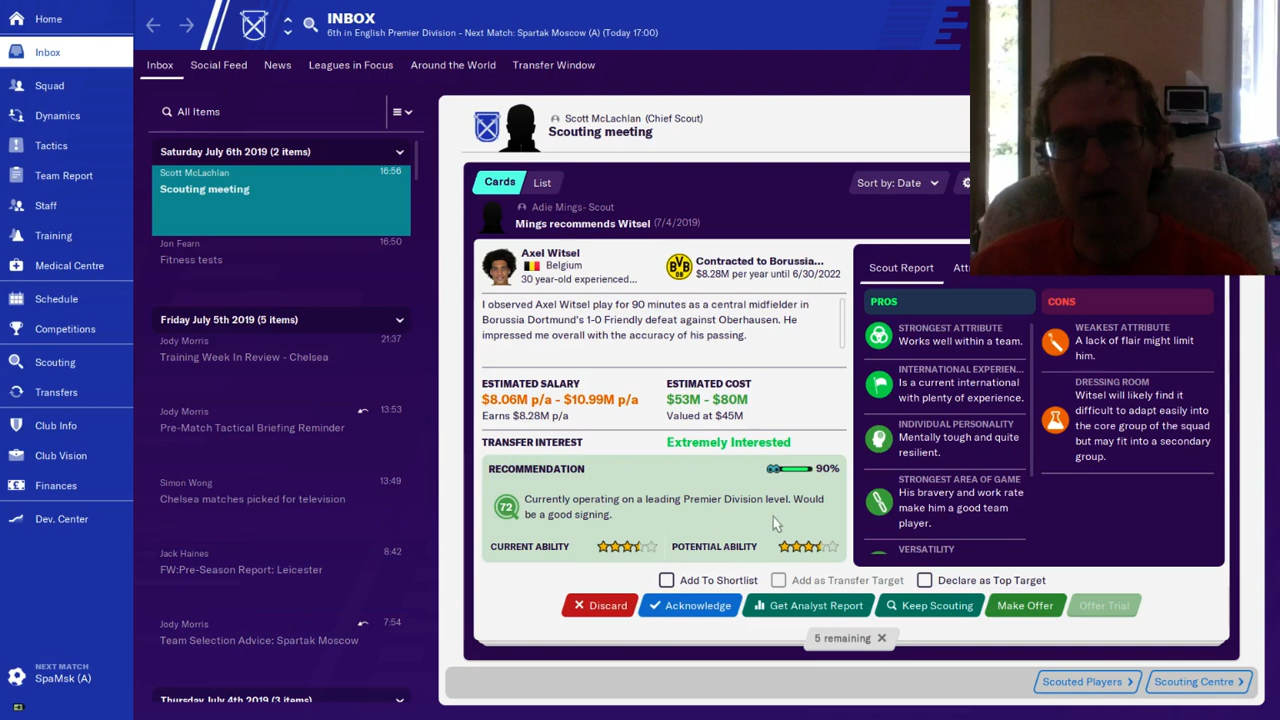 Home
Inbox
Squad
Dynamics
Tactics
Team Report
Staff
Training
Medical Centre
Schedule
Competitions
Scouting
Transfers
Club Info
Club Vision
Finances
Dev. Center
NEXT MATCH
SpaMsk (A)
INBOX
6th in English Premier Division - Next Match: Spartak Moscow (A) (Today 17:00)
Inbox
Social Feed
News
Leagues in Focus
Around the World
Transfer Window
All Items
Saturday July 6th 2019 (2 items)
Scott McLachlan 16:56
Scouting meeting
Jon Fearn 16:50
Fitness tests
Friday July 5th 2019 (5 items)
Jody Morris 21:37
Training Week In Review - Chelsea
Jody Morris 13:53
Pre-Match Tactical Briefing Reminder
Simon Wong 13:49
Chelsea matches picked for television
Jack Haines 8:42
FW:Pre-Season Report: Leicester
Jody Morris 7:54
Team Selection Advice: Spartak Moscow
Thursday July 4th 2019 (3 items)
Scott McLachlan (Chief Scout)
Scouting meeting
Cards
List
Sort by: Date
Adie Mings- Scout
Mings recommends Witsel (7/4/2019)
Axel Witsel
Belgium
30 year-old experienced...
Contracted to Borussia...
$8.28M per year until 6/30/2022
I observed Axel Witsel play for 90 minutes as a central midfielder in
Borussia Dortmund's 1-0 Friendly defeat against Oberhausen. He
impressed me overall with the accuracy of his passing.
ESTIMATED SALARY
$8.06M p/a - $10.99M p/a
Earns $8.28M p/a
ESTIMATED COST
$53M - $80M
Valued at $45M
TRANSFER INTEREST
Extremely Interested
RECOMMENDATION
90%
72
Currently operating on a leading Premier Division level. Would
be a good signing.
CURRENT ABILITY
POTENTIAL ABILITY
Scout Report
PROS
STRONGEST ATTRIBUTE
Works well within a team.
INTERNATIONAL EXPERIEN...
Is a current international
with plenty of experience.
INDIVIDUAL PERSONALITY
Mentally tough and quite
resilient.
STRONGEST AREA OF GAME
His bravery and work rate
make him a good team
player.
VERSATILITY
CONS
WEAKEST ATTRIBUTE
A lack of flair might limit
him.
DRESSING ROOM
Witsel will likely find it
difficult to adapt easily into
the core group of the squad
but may fit into a secondary
group.
Add To Shortlist
Add as Transfer Target
Declare as Top Target
Discard
Acknowledge
Get Analyst Report
Keep Scouting
Make Offer
Offer Trial
5 remaining
Scouted Players
Scouting Centre